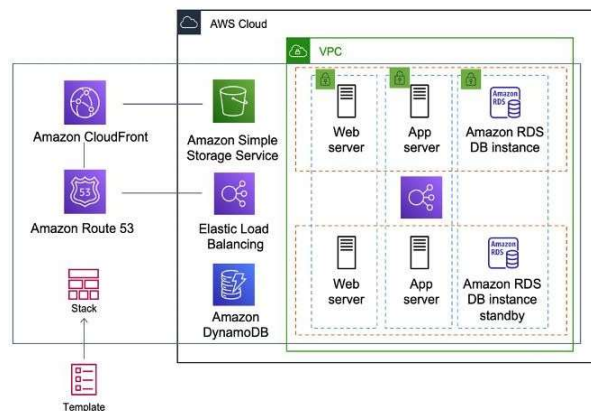 AWS Cloud
VPC
Amazon CloudFront
Amazon Simple
Storage Service
Web
server
App
server
Amazon
RDS
Amazon RDS
DB instance
53
Amazon Route 53
Elastic Load
Balancing
Stack
Amazon
DynamoDB
Web
server
App
server
Amazon
RDS
Amazon RDS
DB instance
standby
Template